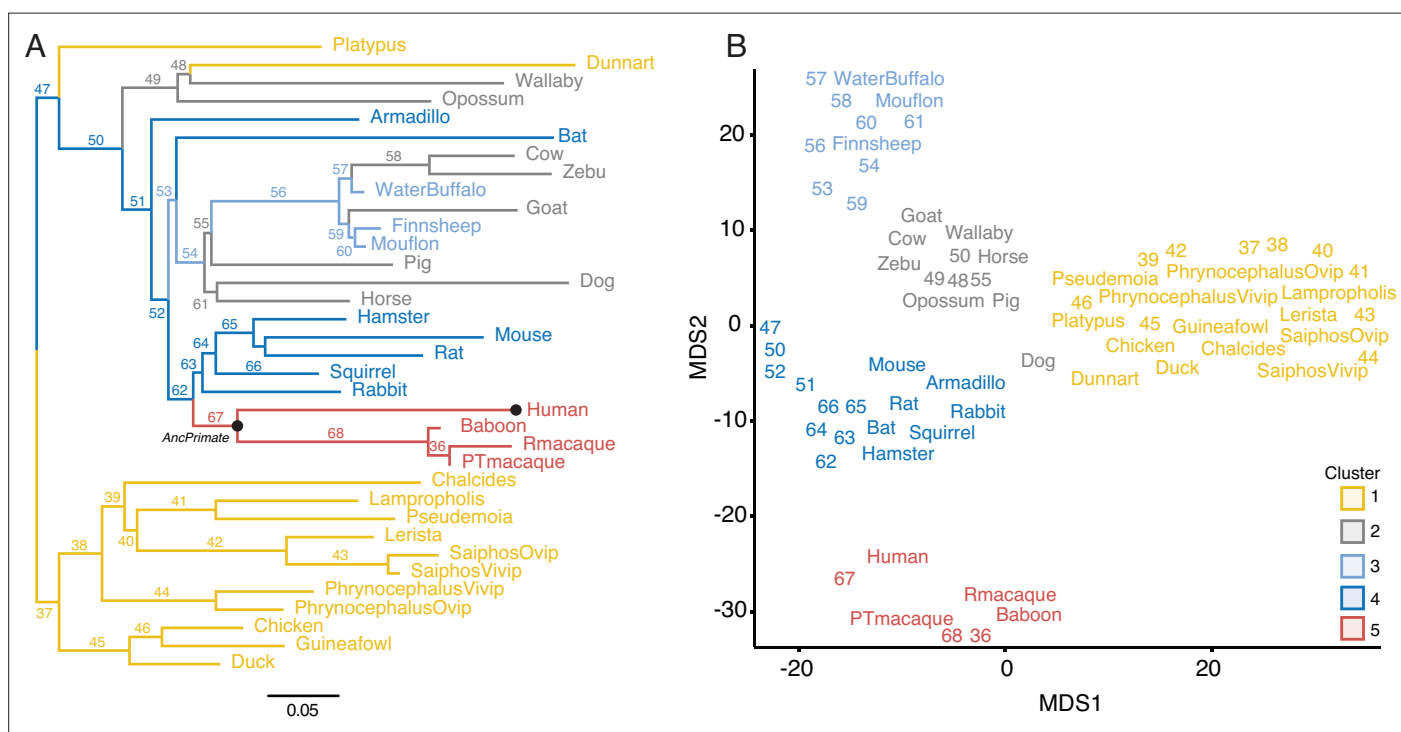 A
Platypus
48
Dunnart
49
Wallaby
47
Opossum
Armadillo
50
Bat
58
Cow
57
Zebu
53
56
WaterBuffalo
51
Goat
55
Finnsheep
59
Mouflon
60
54
Pig
Dog
61
Horse
52
65
Hamster
64
Mouse
Rat
63
66
Squirrel
62
Rabbit
67
Human
AncPrimate
68
Baboon
36
Rmacaque
PTmacaque
Chalcides
39
41
Lampropholis
Pseudemoia
38
40
42
Lerista
43
SaiphosOvip
SaiphosVivip
44
PhrynocephalusVivip
37
PhrynocephalusOvip
46
Chicken
45
Guineafowl
Duck
0.05
B
MDS2
20
10
0
-10
-20
-30
57 WaterBuffalo
58 Mouflon
60 61
56 Finnsheep
54
53
59
Goat
Cow Wallaby
50 Horse
Zebu
49 48 55
Opossum Pig
Dog
42 37 38 40
39
Pseudemoia PhrynocephalusOvip 41
46 PhrynocephalusVivip Lampropholis
Platypus 45 Guineafowl Lerista 43
Chicken Chalcides SaiphosOvip
44
Dunnart Duck SaiphosVivip
47
50
52
51
Mouse
Armadillo
66 65 Rat
Rabbit
64 63 Bat Squirrel
62 Hamster
Human
67
Rmacaque
PTmacaque Baboon
68 36
-20 0 20
MDS1
Cluster
1
2
3
4
5